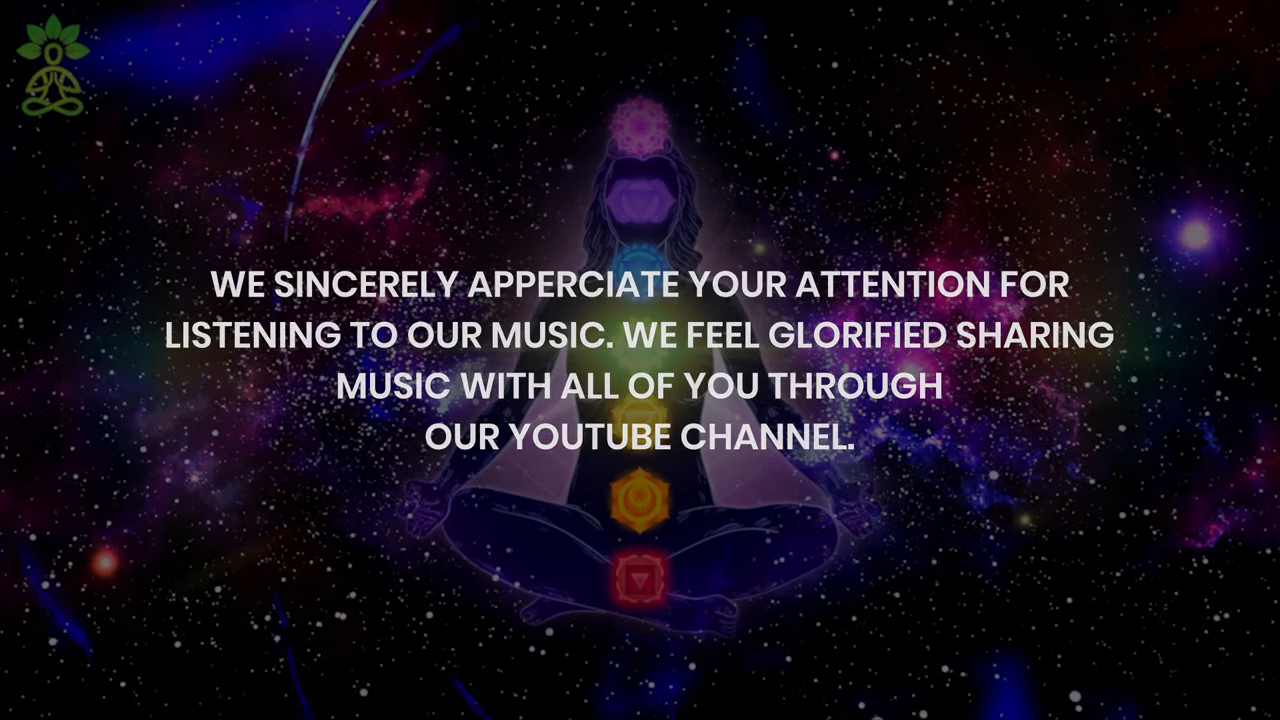 WE SINCERELY APPERCIATE YOUR ATTENTION FOR
LISTENING TO OUR MUSIC. WE FEEL GLORIFIED SHARING
MUSIC WITH ALL OF YOU THROUGH
OUR YOUTUBE CHANNEL.